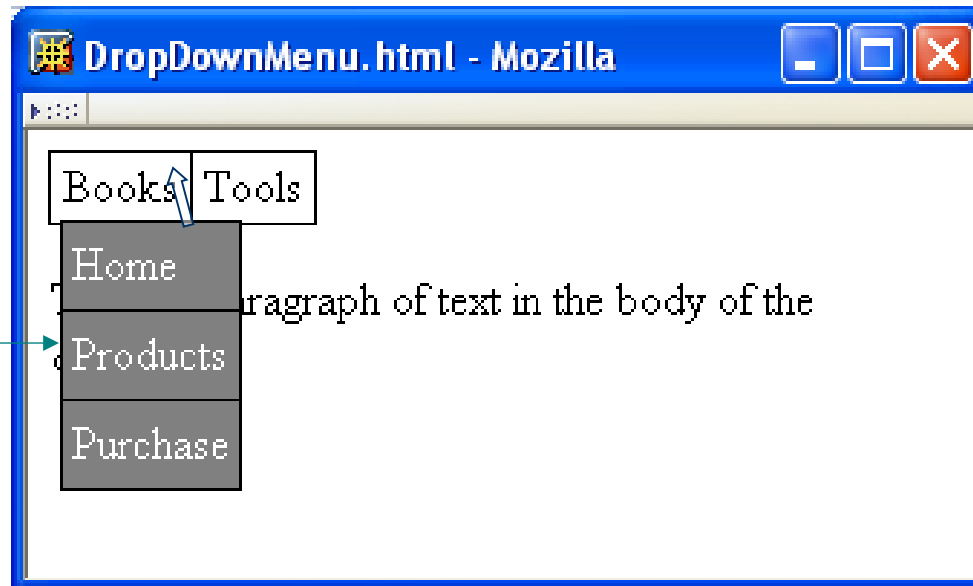 DropDownMenu.html - Mozilla
Books Tools
Home
ragraph of text in the body of the
Products
Purchase